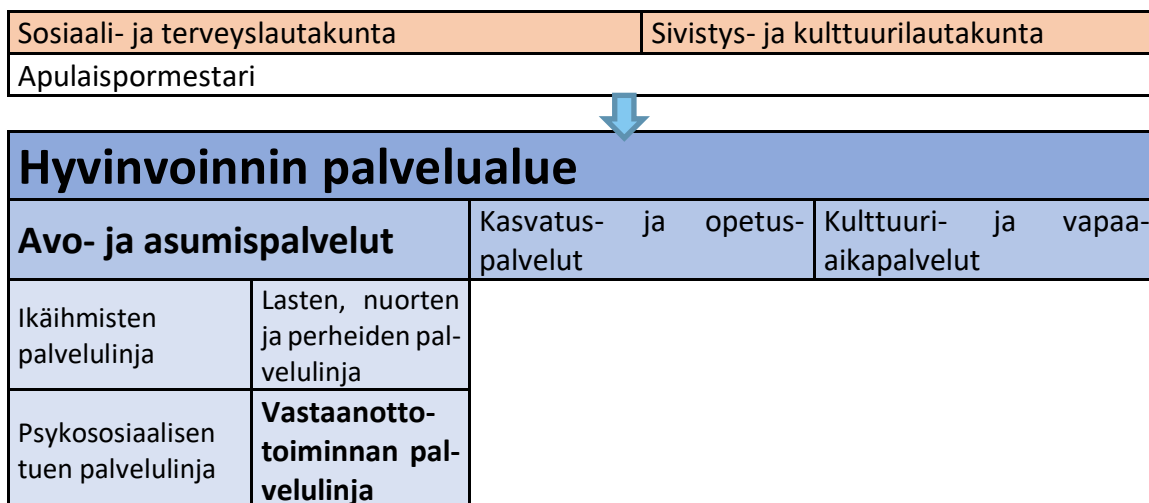 Sosiaali- ja terveyslautakunta
Sivistys- ja kulttuurilautakunta
Apulaispormestari
Hyvinvoinnin palvelualue
Avo- ja asumispalvelut
Kasvatus- ja opetus-
palvelut
Kulttuuri- ja vapaa-
aikapalvelut
Ikäihmisten
palvelulinja
Lasten, nuorten
ja perheiden pal-
velulinja
Psykososiaalisen
tuen palvelulinja
Vastaanotto-
toiminnan pal-
velulinja